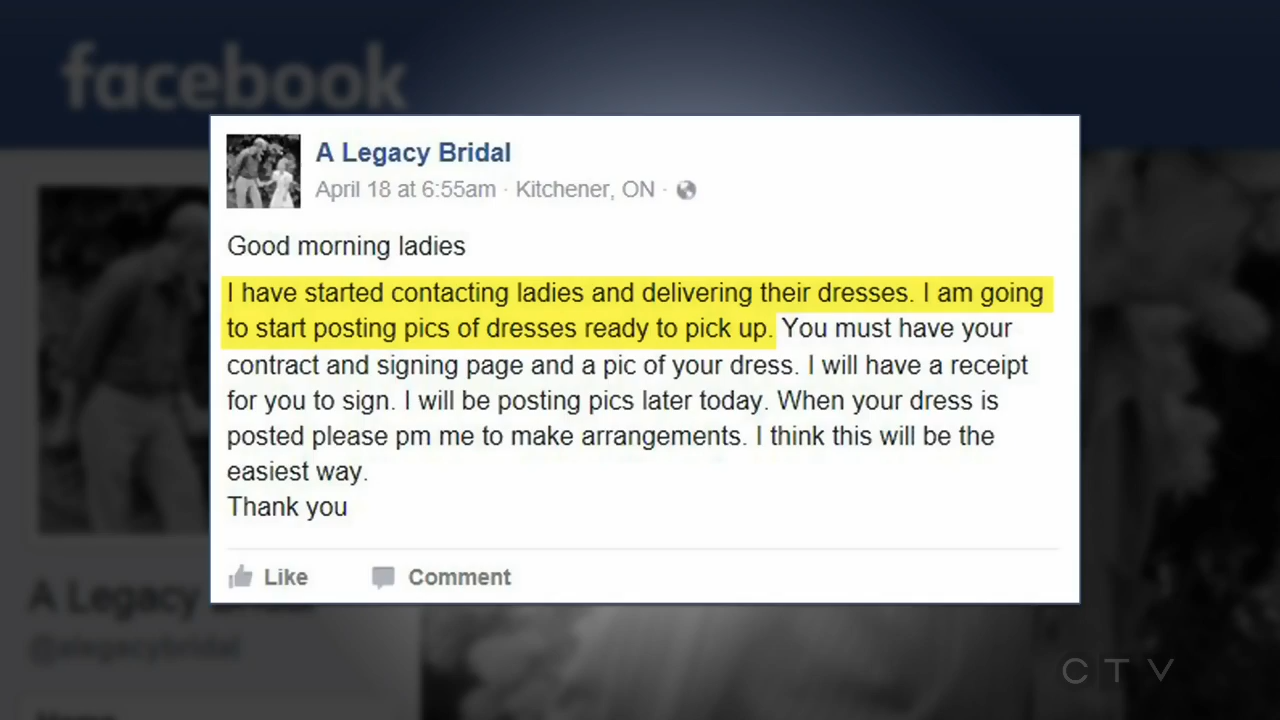 facebook
A Legacy Bridal
April 18 at 6:55am · Kitchener, ON ·
Good morning ladies
I have started contacting ladies and delivering their dresses. I am going
to start posting pics of dresses ready to pick up. You must have your
contract and signing page and a pic of your dress. I will have a receipt
for you to sign. I will be posting pics later today. When your dress is
posted please pm me to make arrangements. I think this will be the
easiest way.
Thank you
Like Comment
A Legacy
@alegacybridal
CTV